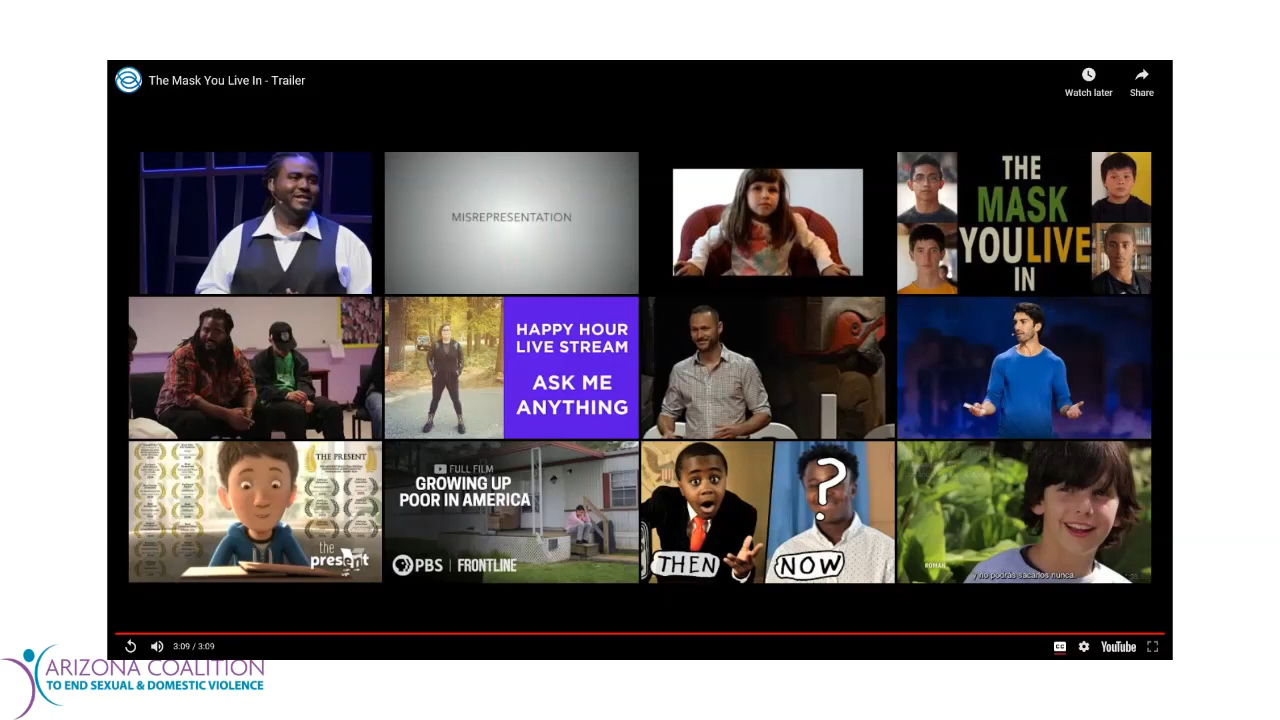 The Mask You Live In - Trailer
Watch later
Share
MISREPRESENTATION
THE
MASK
YOU LIVE
IN
HAPPY HOUR
LIVE STREAM
ASK ME
ANYTHING
THE PRESENT
the
present
FULL FILM
GROWING UP
POOR IN AMERICA
PBS | FRONTLINE
THEN
?
NOW
ROMAN
y no podrás sacarlos nunca.
3:09 / 3:09
CC
YouTube
ARIZONA COALITION
TO END SEXUAL & DOMESTIC VIOLENCE